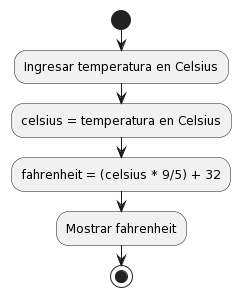 Ingresar temperatura en Celsius
celsius = temperatura en Celsius
fahrenheit = (celsius * 9/5) + 32
Mostrar fahrenheit